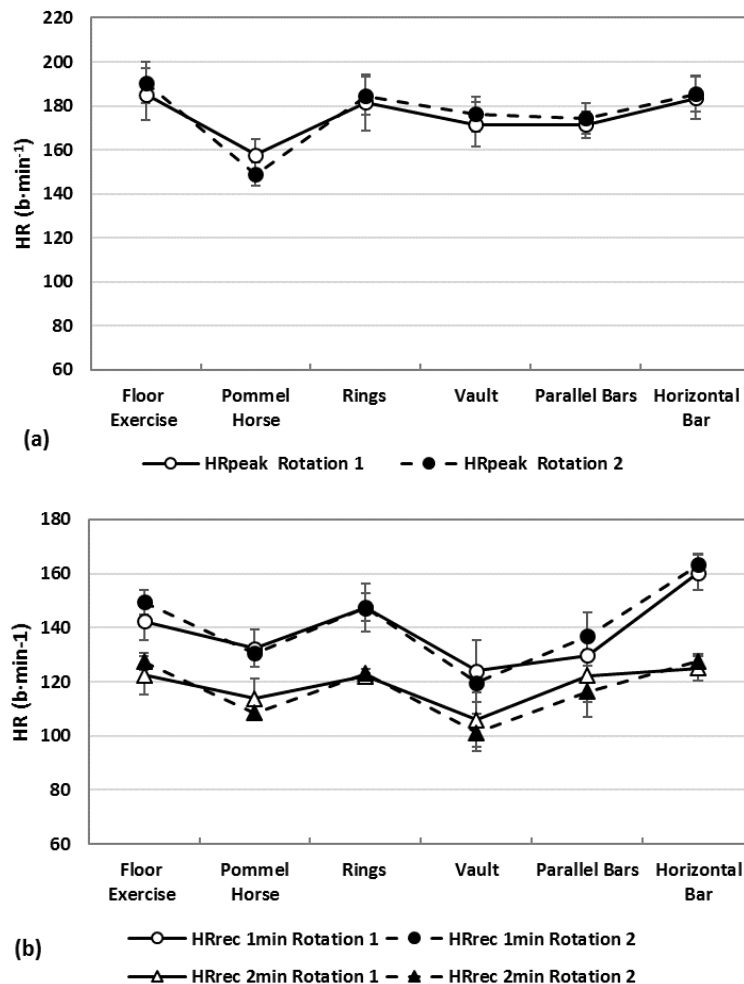 220
200
180
160
140
120
100
80
60
HR (b·min⁻¹)
Floor Exercise
Pommel Horse
Rings
Vault
Parallel Bars
Horizontal Bar
(a)
HRpeak Rotation 1
HRpeak Rotation 2
180
160
140
120
100
80
60
HR (b·min-1)
Floor Exercise
Pommel Horse
Rings
Vault
Parallel Bars
Horizontal Bar
(b)
HRrec 1min Rotation 1
HRrec 1min Rotation 2
HRrec 2min Rotation 1
HRrec 2min Rotation 2